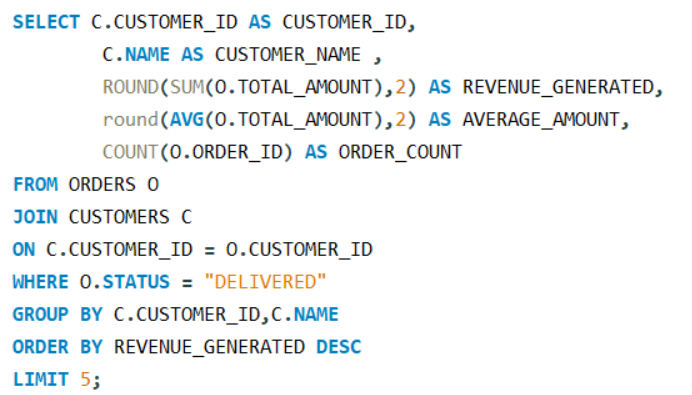 SELECT C.CUSTOMER_ID AS CUSTOMER_ID,
C.NAME AS CUSTOMER_NAME ,
ROUND(SUM(O.TOTAL_AMOUNT),2) AS REVENUE_GENERATED,
round(AVG(O.TOTAL_AMOUNT),2) AS AVERAGE_AMOUNT,
COUNT(O.ORDER_ID) AS ORDER_COUNT
FROM ORDERS O
JOIN CUSTOMERS C
ON C.CUSTOMER_ID = O.CUSTOMER_ID
WHERE O.STATUS = "DELIVERED"
GROUP BY C.CUSTOMER_ID,C.NAME
ORDER BY REVENUE_GENERATED DESC
LIMIT 5;